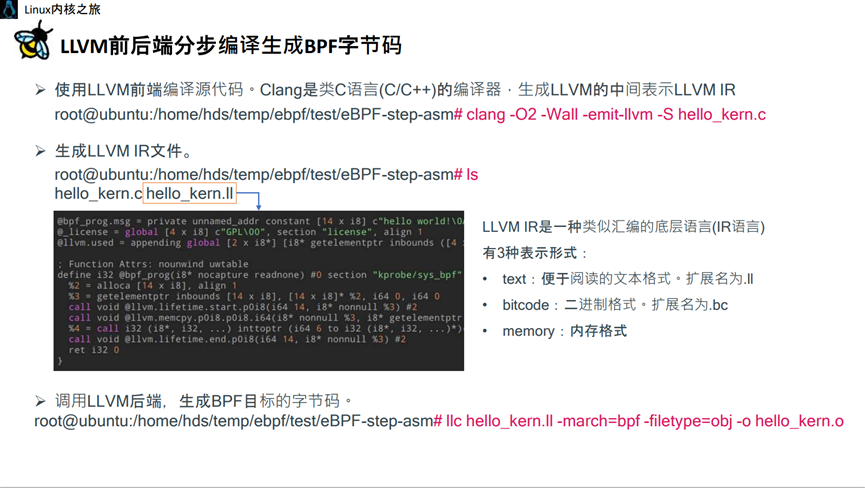 Linux内核之旅
LLVM前后端分步编译生成BPF字节码
➢ 使用LLVM前端编译源代码。Clang是类C语言(C/C++)的编译器，生成LLVM的中间表示LLVM IR
root@ubuntu:/home/hds/temp/ebpf/test/eBPF-step-asm# clang -O2 -Wall -emit-llvm -S hello_kern.c
➢ 生成LLVM IR文件。
root@ubuntu:/home/hds/temp/ebpf/test/eBPF-step-asm# ls
hello_kern.c hello_kern.ll
@bpf_prog.msg = private unnamed_addr constant [14 x i8] c"hello world!\0A
@_license = global [4 x i8] c"GPL\00", section "license", align 1
@llvm.used = appending global [2 x i8*] [i8* getelementptr inbounds ([4 x
; Function Attrs: nounwind uwtable
define i32 @bpf_prog(i8* nocapture readnone) #0 section "kprobe/sys_bpf"
%2 = alloca [14 x i8], align 1
%3 = getelementptr inbounds [14 x i8], [14 x i8]* %2, i64 0, i64 0
call void @llvm.lifetime.start.p0i8(i64 14, i8* nonnull %3) #2
call void @llvm.memcpy.p0i8.p0i8.i64(i8* nonnull %3, i8* getelementptr
%4 = call i32 (i8*, i32, ...) inttoptr (i64 6 to i32 (i8*, i32, ...)*)(
call void @llvm.lifetime.end.p0i8(i64 14, i8* nonnull %3) #2
ret i32 0
}
LLVM IR是一种类似汇编的底层语言(IR语言)
有3种表示形式：
• text：便于阅读的文本格式。扩展名为.ll
• bitcode：二进制格式。扩展名为.bc
• memory：内存格式
➢ 调用LLVM后端，生成BPF目标的字节码。
root@ubuntu:/home/hds/temp/ebpf/test/eBPF-step-asm# llc hello_kern.ll -march=bpf -filetype=obj -o hello_kern.o